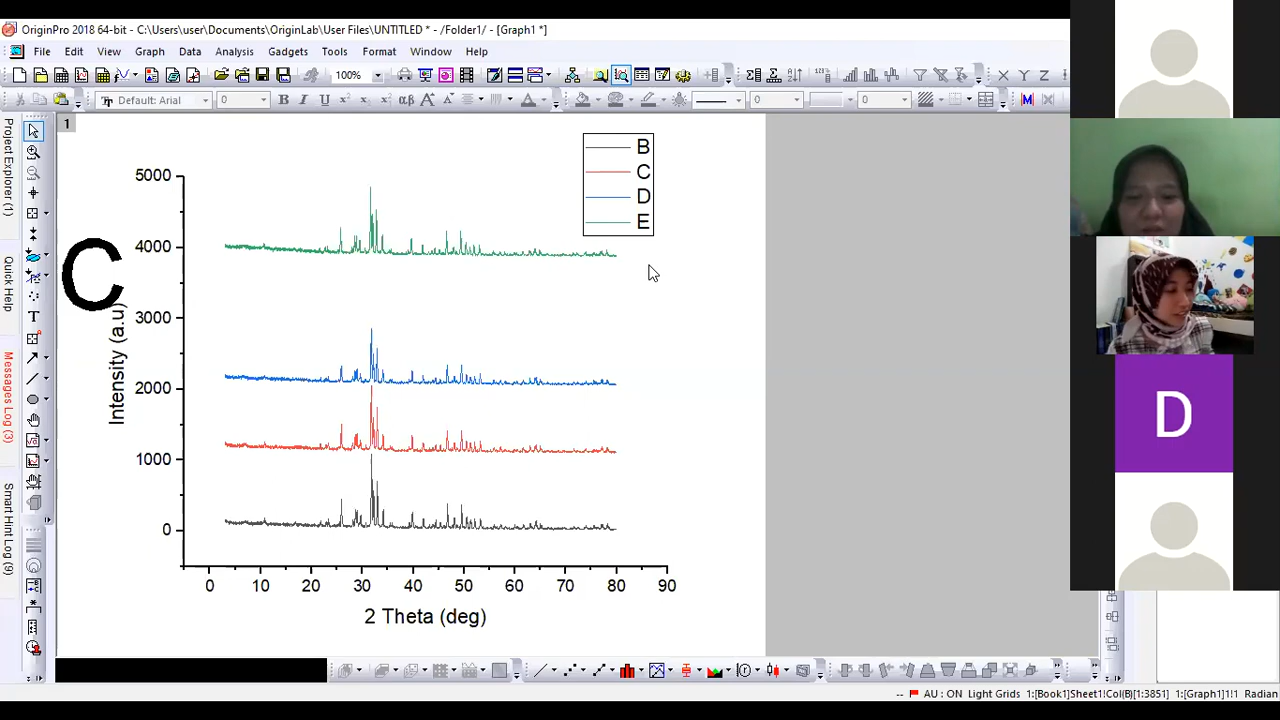 OriginPro 2018 64-bit - C:\Users\user\Documents\OriginLab\User Files\UNTITLED * - /Folder1/ - [Graph1 *]
File Edit View Graph Data Analysis Gadgets Tools Format Window Help
100%
Default: Arial 0 B I U αβ A A A 0 0 M
X Y Z
Project Explorer (1)
Quick Help
Messages Log (3)
Smart Hint Log (9)
1
B
C
D
E
C
Intensity (a.u)
5000
4000
3000
2000
1000
0
0 10 20 30 40 50 60 70 80 90
2 Theta (deg)
D
-- AU : ON Light Grids 1:[Book1]Sheet1!Col(B)[1:3851] 1:[Graph1]1!1 Radian